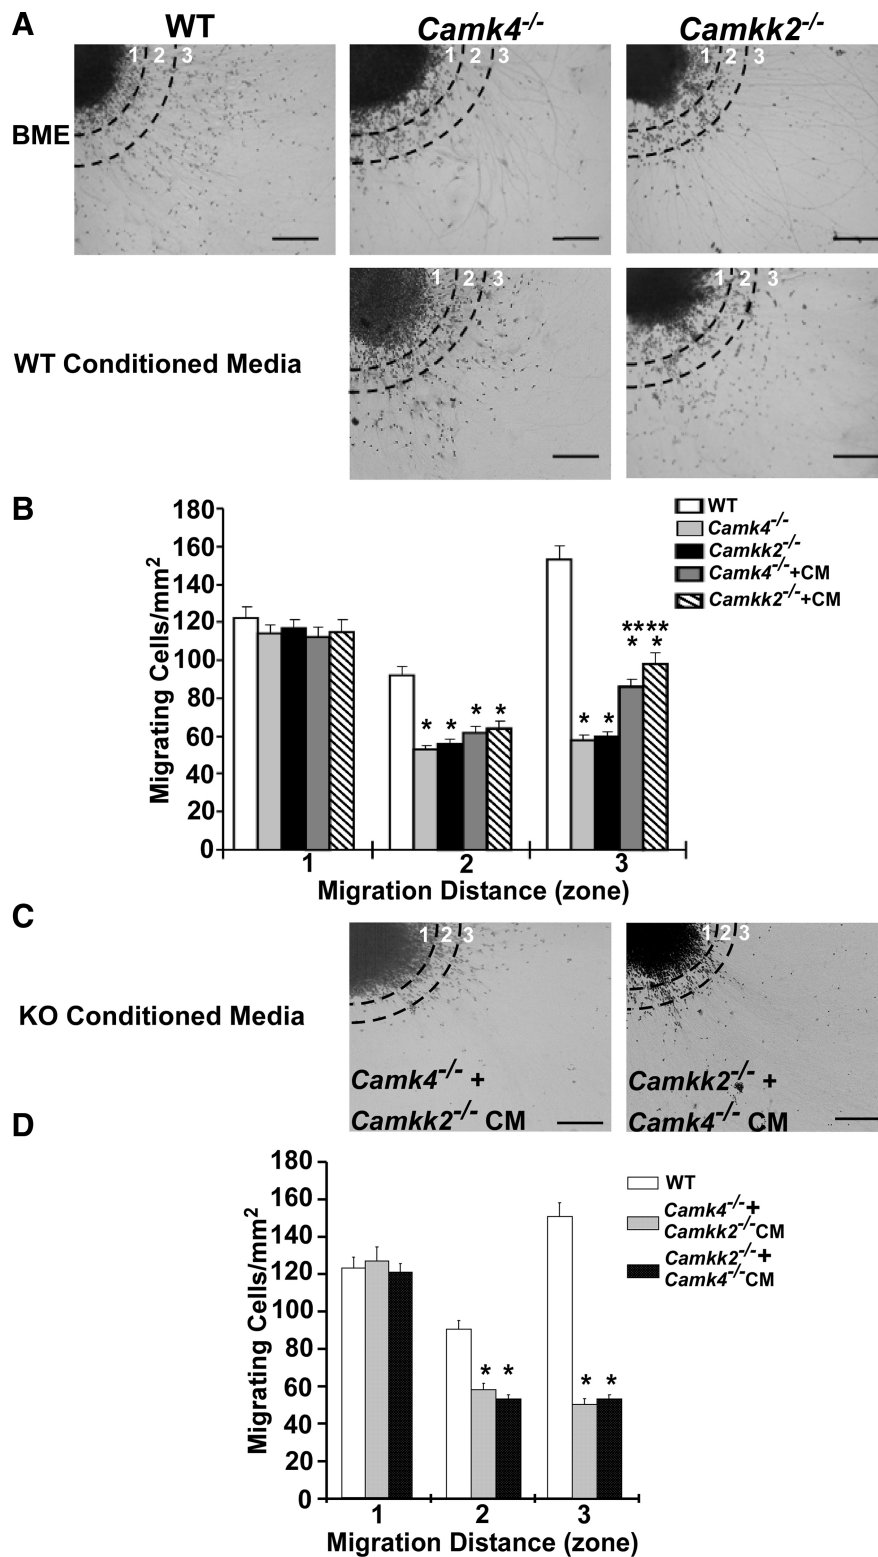 A
WT
Camk4-/-
Camkk2-/-
BME
1 2 3
1 2 3
1 2 3
WT Conditioned Media
1 2 3
1 2 3
B
Migrating Cells/mm2
180
160
140
120
100
80
60
40
20
0
* * * *
* *
**
*
**
*
1 2 3
Migration Distance (zone)
WT
Camk4-/-
Camkk2-/-
Camk4-/-+CM
Camkk2-/-+CM
C
KO Conditioned Media
1 2 3
Camk4-/- +
Camkk2-/- CM
1 2 3
Camkk2-/- +
Camk4-/- CM
D
Migrating Cells/mm2
180
160
140
120
100
80
60
40
20
0
* *
* *
1 2 3
Migration Distance (zone)
WT
Camk4-/-+
Camkk2-/-CM
Camkk2-/-+
Camk4-/-CM